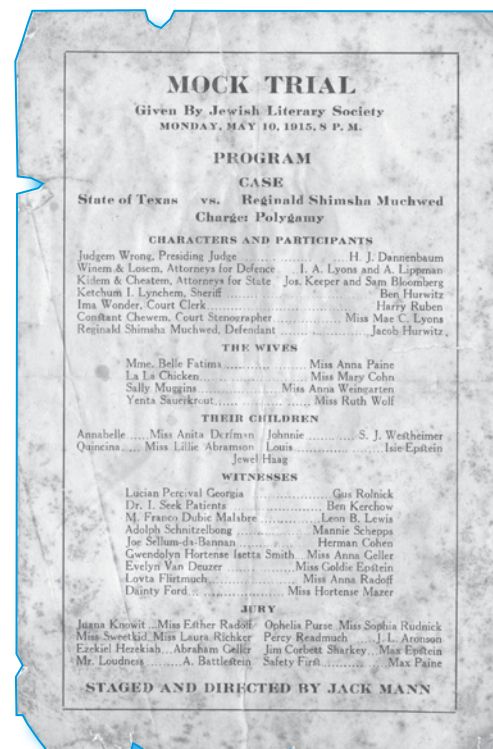 MOCK TRIAL
Given By Jewish Literary Society
MONDAY, MAY 10, 1915, 8 P. M.
PROGRAM
CASE
State of Texas vs. Reginald Shimsha Muchwed
Charge: Polygamy
CHARACTERS AND PARTICIPANTS
Judgem Wrong, Presiding Judge ........ H. J. Dannenbaum
Winem & Losem, Attorneys for Defence .... I. A. Lyons and A. Lippman
Kidem & Cheatem, Attorneys for State Jos. Keeper and Sam Bloomberg
Ketchum I. Lynchem, Sheriff ........ Ben Hurwitz
Ima Wonder, Court Clerk ........ Harry Ruben
Constant Chewem, Court Stenographer ........ Miss Mae C. Lyons
Reginald Shimsha Muchwed, Defendant ........ Jacob Hurwitz
THE WIVES
Mme. Belle Fatima ........ Miss Anna Paine
La La Chicken ........ Miss Mary Cohn
Sally Muggins ........ Miss Anna Weingarten
Yenta Sauerkrout ........ Miss Ruth Wolf
THEIR CHILDREN
Annabelle .... Miss Anita Dorfman Johnnie ........ S. J. Westheimer
Quincina .... Miss Lillie Abramson Louis ........ Isie Epstein
Jewel Haag
WITNESSES
Lucian Percival Georgia ........ Gus Rolnick
Dr. I. Seek Patients ........ Ben Kerchow
M. Franco Dubic Malabre ........ Leon B. Lewis
Adolph Schnitzelbong ........ Mannie Schepps
Joe Sellum-da-Bannan ........ Herman Cohen
Gwendolyn Hortense Isetta Smith... Miss Anna Geller
Evelyn Van Deuzer ........ Miss Goldie Epstein
Lovta Flirtmuch ........ Miss Anna Radoff
Dainty Ford ........ Miss Hortense Mazer
JURY
Juana Knowit ... Miss Esther Radoff Ophelia Purse Miss Sophia Rudnick
Miss Sweetkid, Miss Laura Richker Percy Readmuch .... J. L. Aronson
Ezekiel Hezekiah... Abraham Geller Jim Corbett Sharkey... Max Epstein
Mr. Loudness ........ A. Battlestein Safety First ........ Max Paine
STAGED AND DIRECTED BY JACK MANN